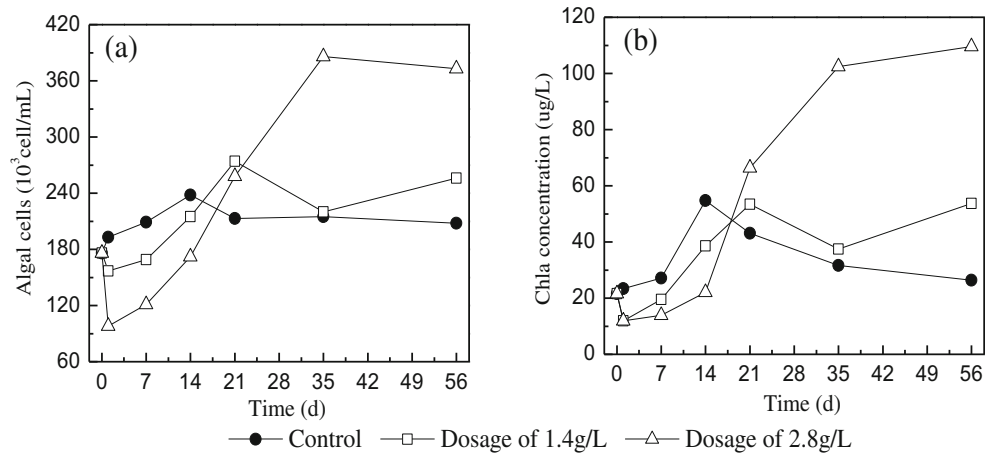 (a)
Algal cells (10³cell/mL)
420
360
300
240
180
120
60
0 7 14 21 28 35 42 49 56
Time (d)
(b)
Chla concentration (ug/L)
120
100
80
60
40
20
0
0 7 14 21 28 35 42 49 56
Time (d)
Control Dosage of 1.4g/L Dosage of 2.8g/L